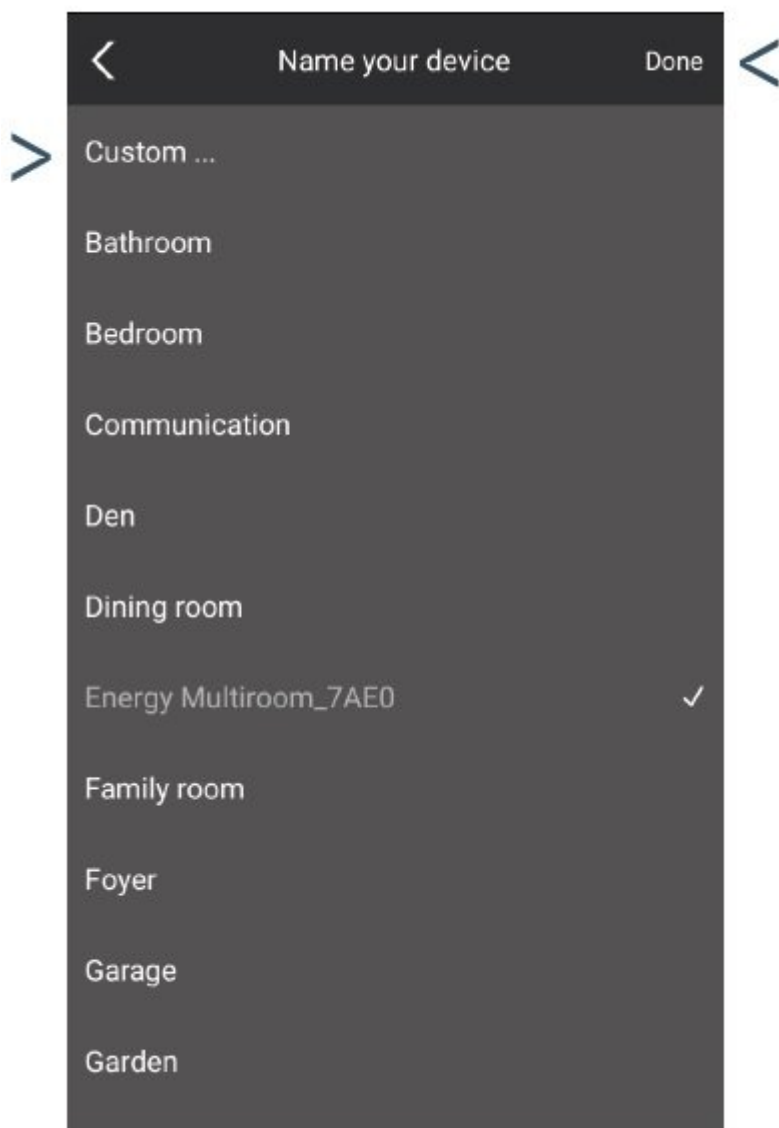 Name your device Done
Custom ...
Bathroom
Bedroom
Communication
Den
Dining room
Energy Multiroom_7AE0
Family room
Foyer
Garage
Garden